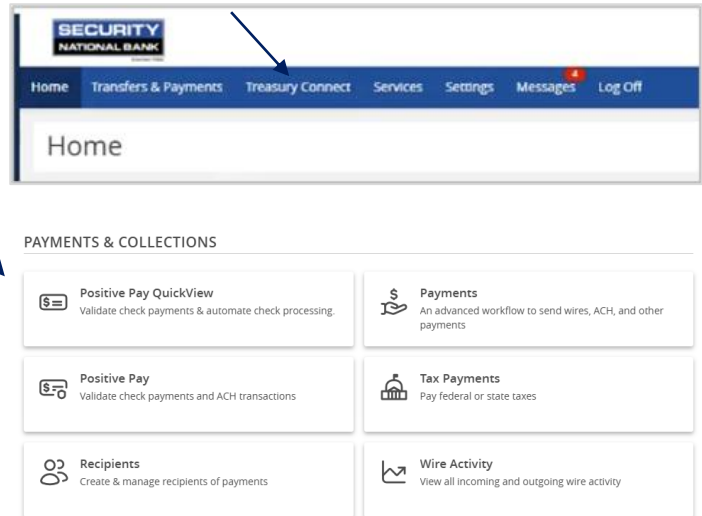 SECURITY
NATIONAL BANK
Home Transfers & Payments Treasury Connect Services Settings Messages 4 Log Off
Home
PAYMENTS & COLLECTIONS
Positive Pay QuickView
Validate check payments & automate check processing.
Payments
An advanced workflow to send wires, ACH, and other
payments
Positive Pay
Validate check payments and ACH transactions
Tax Payments
Pay federal or state taxes
Recipients
Create & manage recipients of payments
Wire Activity
View all incoming and outgoing wire activity